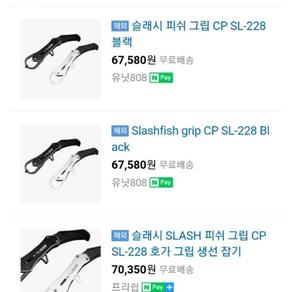 해외 슬래시 피쉬 그립 CP SL-228
블랙
67,580원 무료배송
유닛808 N Pay
해외 Slashfish grip CP SL-228 Bl
ack
67,580원 무료배송
유닛808 N Pay
해외 슬래시 SLASH 피쉬 그립 CP
SL-228 호가 그립 생선 잡기
70,350원 무료배송
프리쉽 N Pay +